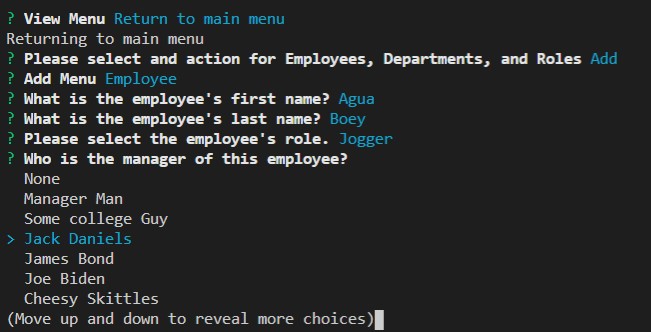 ? View Menu Return to main menu
Returning to main menu
? Please select and action for Employees, Departments, and Roles Add
? Add Menu Employee
? What is the employee's first name? Agua
? What is the employee's last name? Boey
? Please select the employee's role. Jogger
? Who is the manager of this employee?
None
Manager Man
Some college Guy
> Jack Daniels
James Bond
Joe Biden
Cheesy Skittles
(Move up and down to reveal more choices)